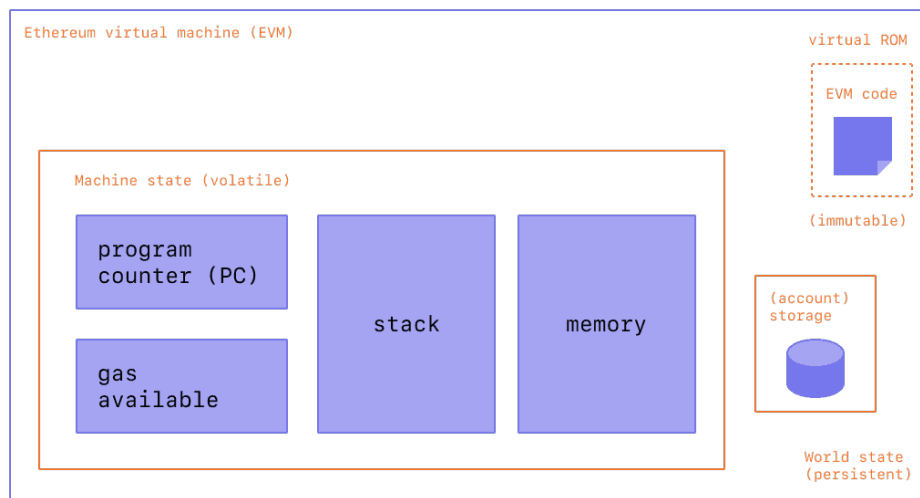 Ethereum virtual machine (EVM)
virtual ROM
EVM code
(immutable)
Machine state (volatile)
program
counter (PC)
gas
available
stack
memory
(account)
storage
World state
(persistent)